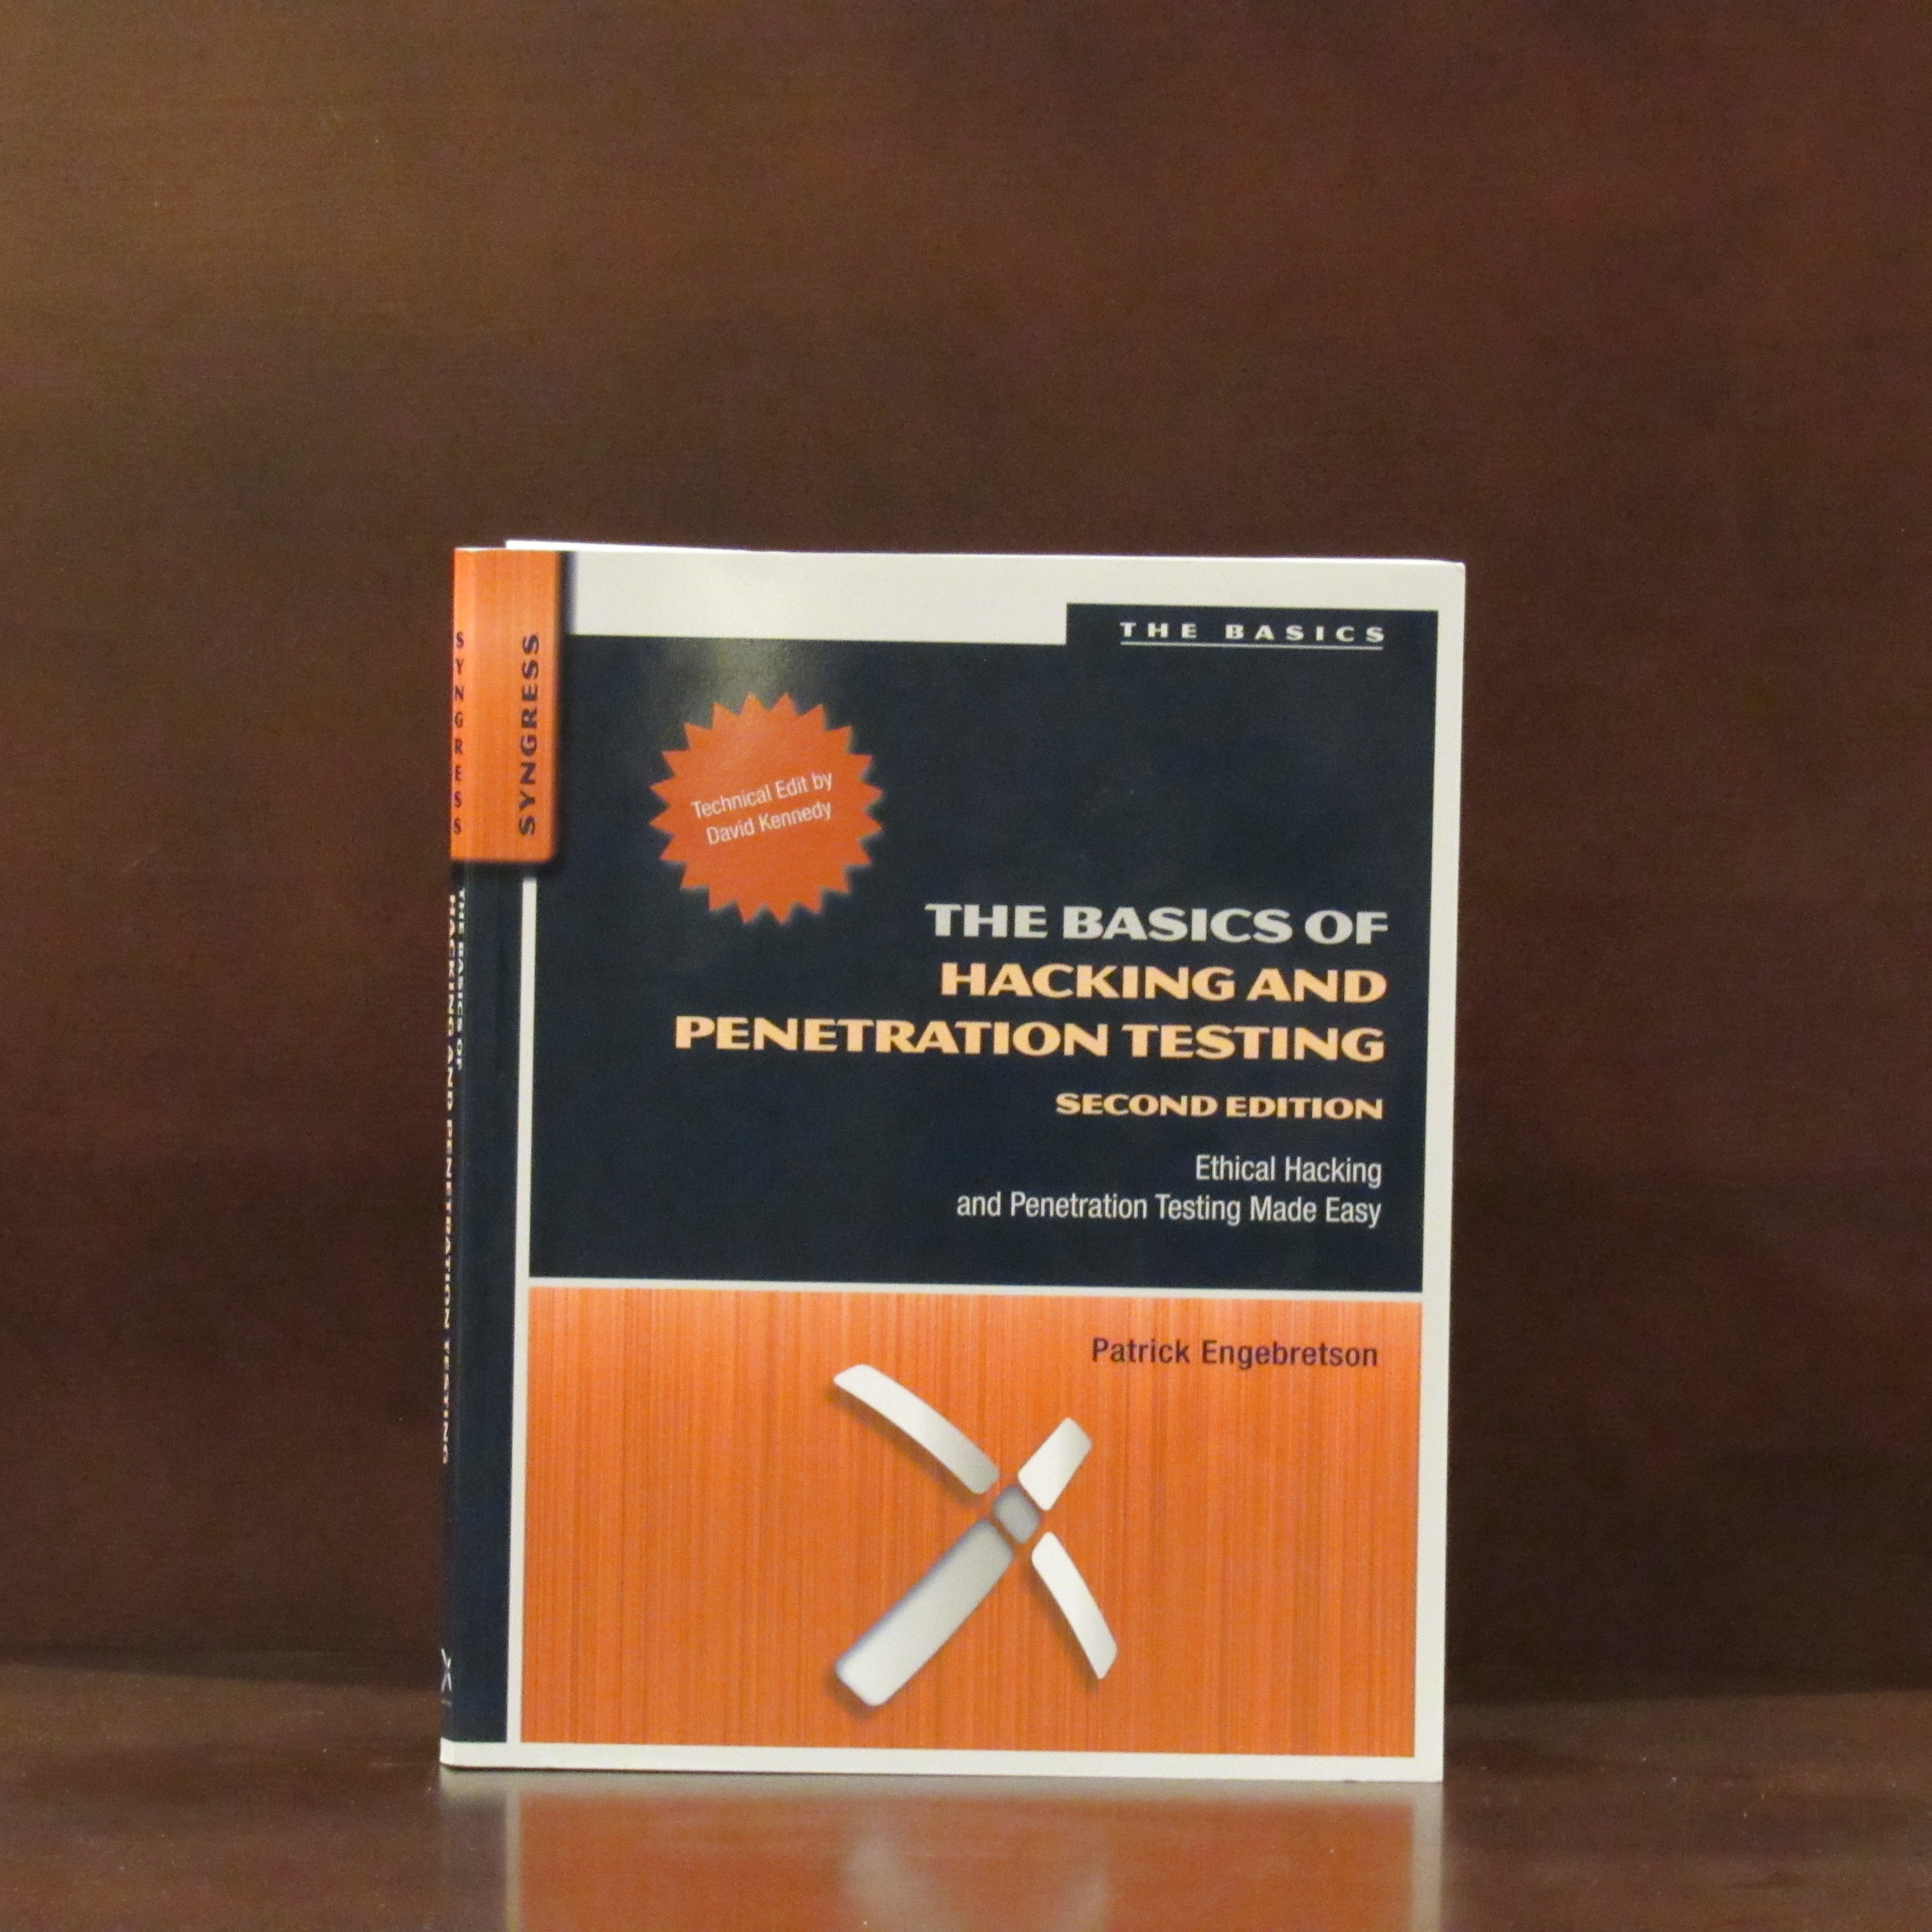 SYNGRESS
THE BASICS OF
HACKING AND PENETRATION TESTING
SYNGRESS
THE BASICS
Technical Edit by
David Kennedy
THE BASICS OF
HACKING AND
PENETRATION TESTING
SECOND EDITION
Ethical Hacking
and Penetration Testing Made Easy
Patrick Engebretson